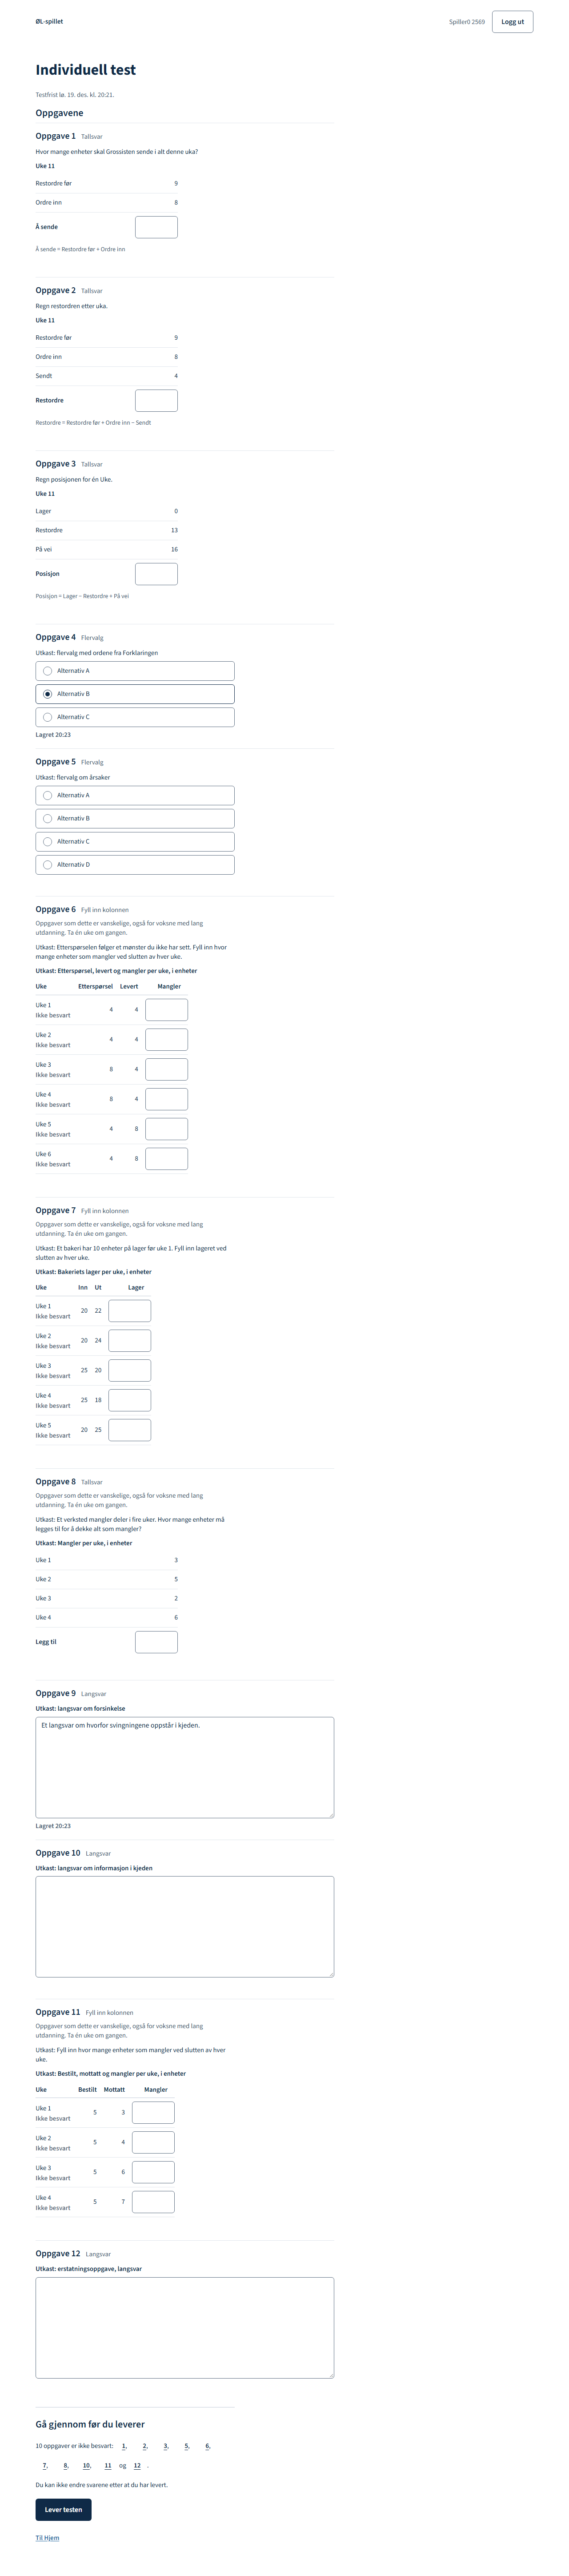 ØL-spillet
Spiller0 2569
Logg ut
Individuell test
Testfrist lø. 19. des. kl. 20:21.
Oppgavene
Oppgave 1 Tallsvar
Hvor mange enheter skal Grossisten sende i alt denne uka?
Uke 11
Restordre før 9
Ordre inn 8
Å sende
Å sende = Restordre før + Ordre inn
Oppgave 2 Tallsvar
Regn restordren etter uka.
Uke 11
Restordre før 9
Ordre inn 8
Sendt 4
Restordre
Restordre = Restordre før + Ordre inn − Sendt
Oppgave 3 Tallsvar
Regn posisjonen for én Uke.
Uke 11
Lager 0
Restordre 13
På vei 16
Posisjon
Posisjon = Lager − Restordre + På vei
Oppgave 4 Flervalg
Utkast: flervalg med ordene fra Forklaringen
Alternativ A
Alternativ B
Alternativ C
Lagret 20:23
Oppgave 5 Flervalg
Utkast: flervalg om årsaker
Alternativ A
Alternativ B
Alternativ C
Alternativ D
Oppgave 6 Fyll inn kolonnen
Oppgaver som dette er vanskelige, også for voksne med lang
utdanning. Ta én uke om gangen.
Utkast: Etterspørselen følger et mønster du ikke har sett. Fyll inn hvor
mange enheter som mangler ved slutten av hver uke.
Utkast: Etterspørsel, levert og mangler per uke, i enheter
Uke Etterspørsel Levert Mangler
Uke 1
Ikke besvart 4 4
Uke 2
Ikke besvart 4 4
Uke 3
Ikke besvart 8 4
Uke 4
Ikke besvart 8 4
Uke 5
Ikke besvart 4 8
Uke 6
Ikke besvart 4 8
Oppgave 7 Fyll inn kolonnen
Oppgaver som dette er vanskelige, også for voksne med lang
utdanning. Ta én uke om gangen.
Utkast: Et bakeri har 10 enheter på lager før uke 1. Fyll inn lageret ved
slutten av hver uke.
Utkast: Bakeriets lager per uke, i enheter
Uke Inn Ut Lager
Uke 1
Ikke besvart 20 22
Uke 2
Ikke besvart 20 24
Uke 3
Ikke besvart 25 20
Uke 4
Ikke besvart 25 18
Uke 5
Ikke besvart 20 25
Oppgave 8 Tallsvar
Oppgaver som dette er vanskelige, også for voksne med lang
utdanning. Ta én uke om gangen.
Utkast: Et verksted mangler deler i fire uker. Hvor mange enheter må
legges til for å dekke alt som mangler?
Utkast: Mangler per uke, i enheter
Uke 1 3
Uke 2 5
Uke 3 2
Uke 4 6
Legg til
Oppgave 9 Langsvar
Utkast: langsvar om forsinkelse
Et langsvar om hvorfor svingningene oppstår i kjeden.
Lagret 20:23
Oppgave 10 Langsvar
Utkast: langsvar om informasjon i kjeden
Oppgave 11 Fyll inn kolonnen
Oppgaver som dette er vanskelige, også for voksne med lang
utdanning. Ta én uke om gangen.
Utkast: Fyll inn hvor mange enheter som mangler ved slutten av hver
uke.
Utkast: Bestilt, mottatt og mangler per uke, i enheter
Uke Bestilt Mottatt Mangler
Uke 1
Ikke besvart 5 3
Uke 2
Ikke besvart 5 4
Uke 3
Ikke besvart 5 6
Uke 4
Ikke besvart 5 7
Oppgave 12 Langsvar
Utkast: erstatningsoppgave, langsvar
Gå gjennom før du leverer
10 oppgaver er ikke besvart: 1, 2, 3, 5, 6,
7, 8, 10, 11 og 12 .
Du kan ikke endre svarene etter at du har levert.
Lever testen
Til Hjem